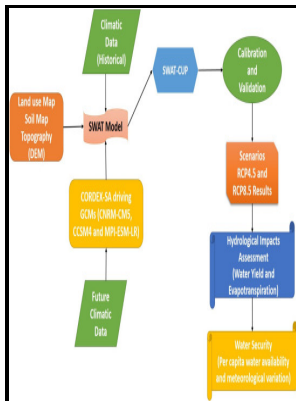 Climatic
Data
(Historical)
SWAT-CUP
Calibration
and
Validation
Land use Map
Soil Map
Topography
(DEM)
SWAT Model
Scenarios
RCP4.5 and
RCP8.5 Results
CORDEX-SA driving
GCMs (CNRM-CM5,
CCSM4 and MPI-ESM-LR)
Hydrological Impacts
Assessment
(Water Yield and
Evapotranspiration)
Future
Climatic
Data
Water Security
(Per capita water availability
and meteorological variation)